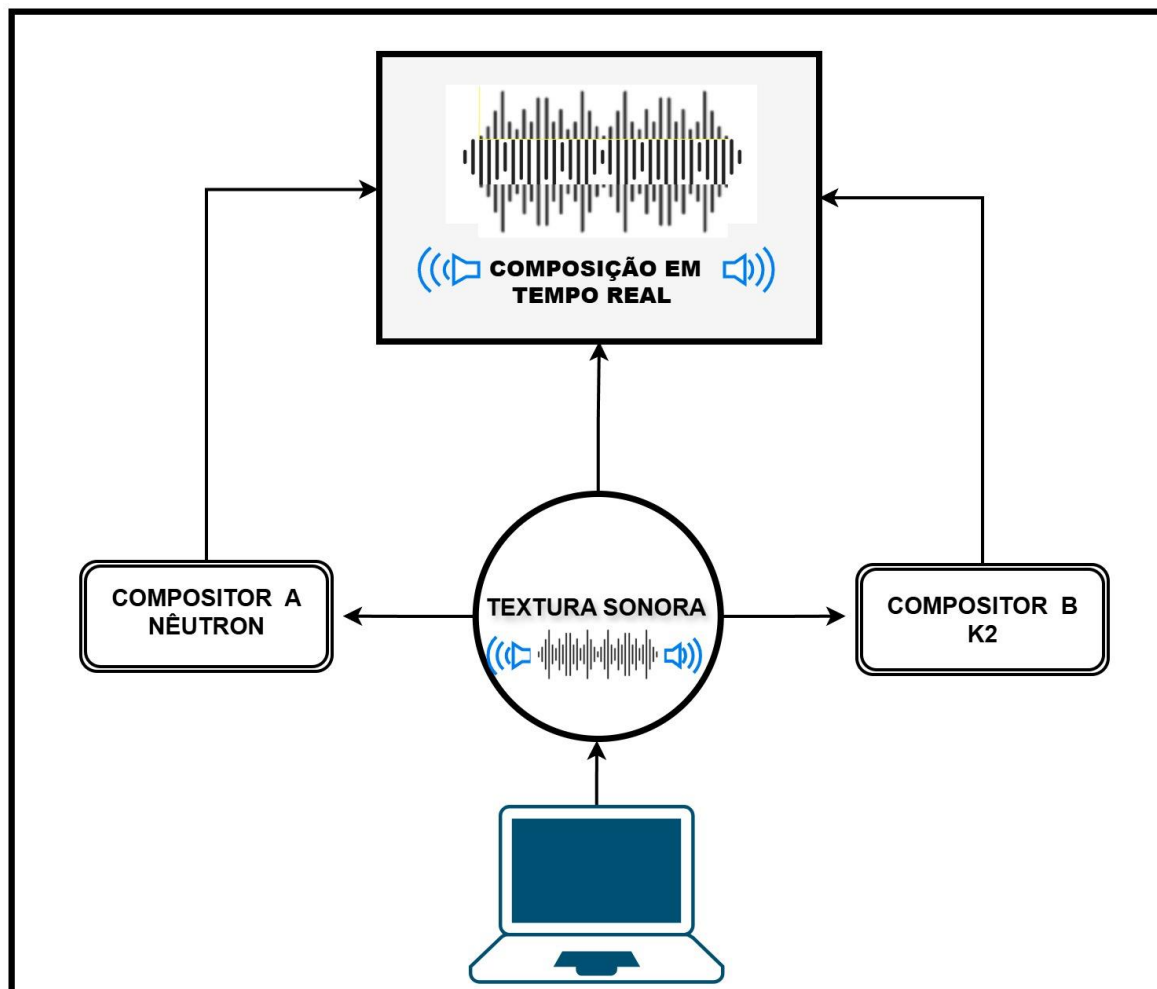 COMPOSIÇÃO EM
TEMPO REAL
COMPOSITOR A
NÊUTRON
TEXTURA SONORA
COMPOSITOR B
K2